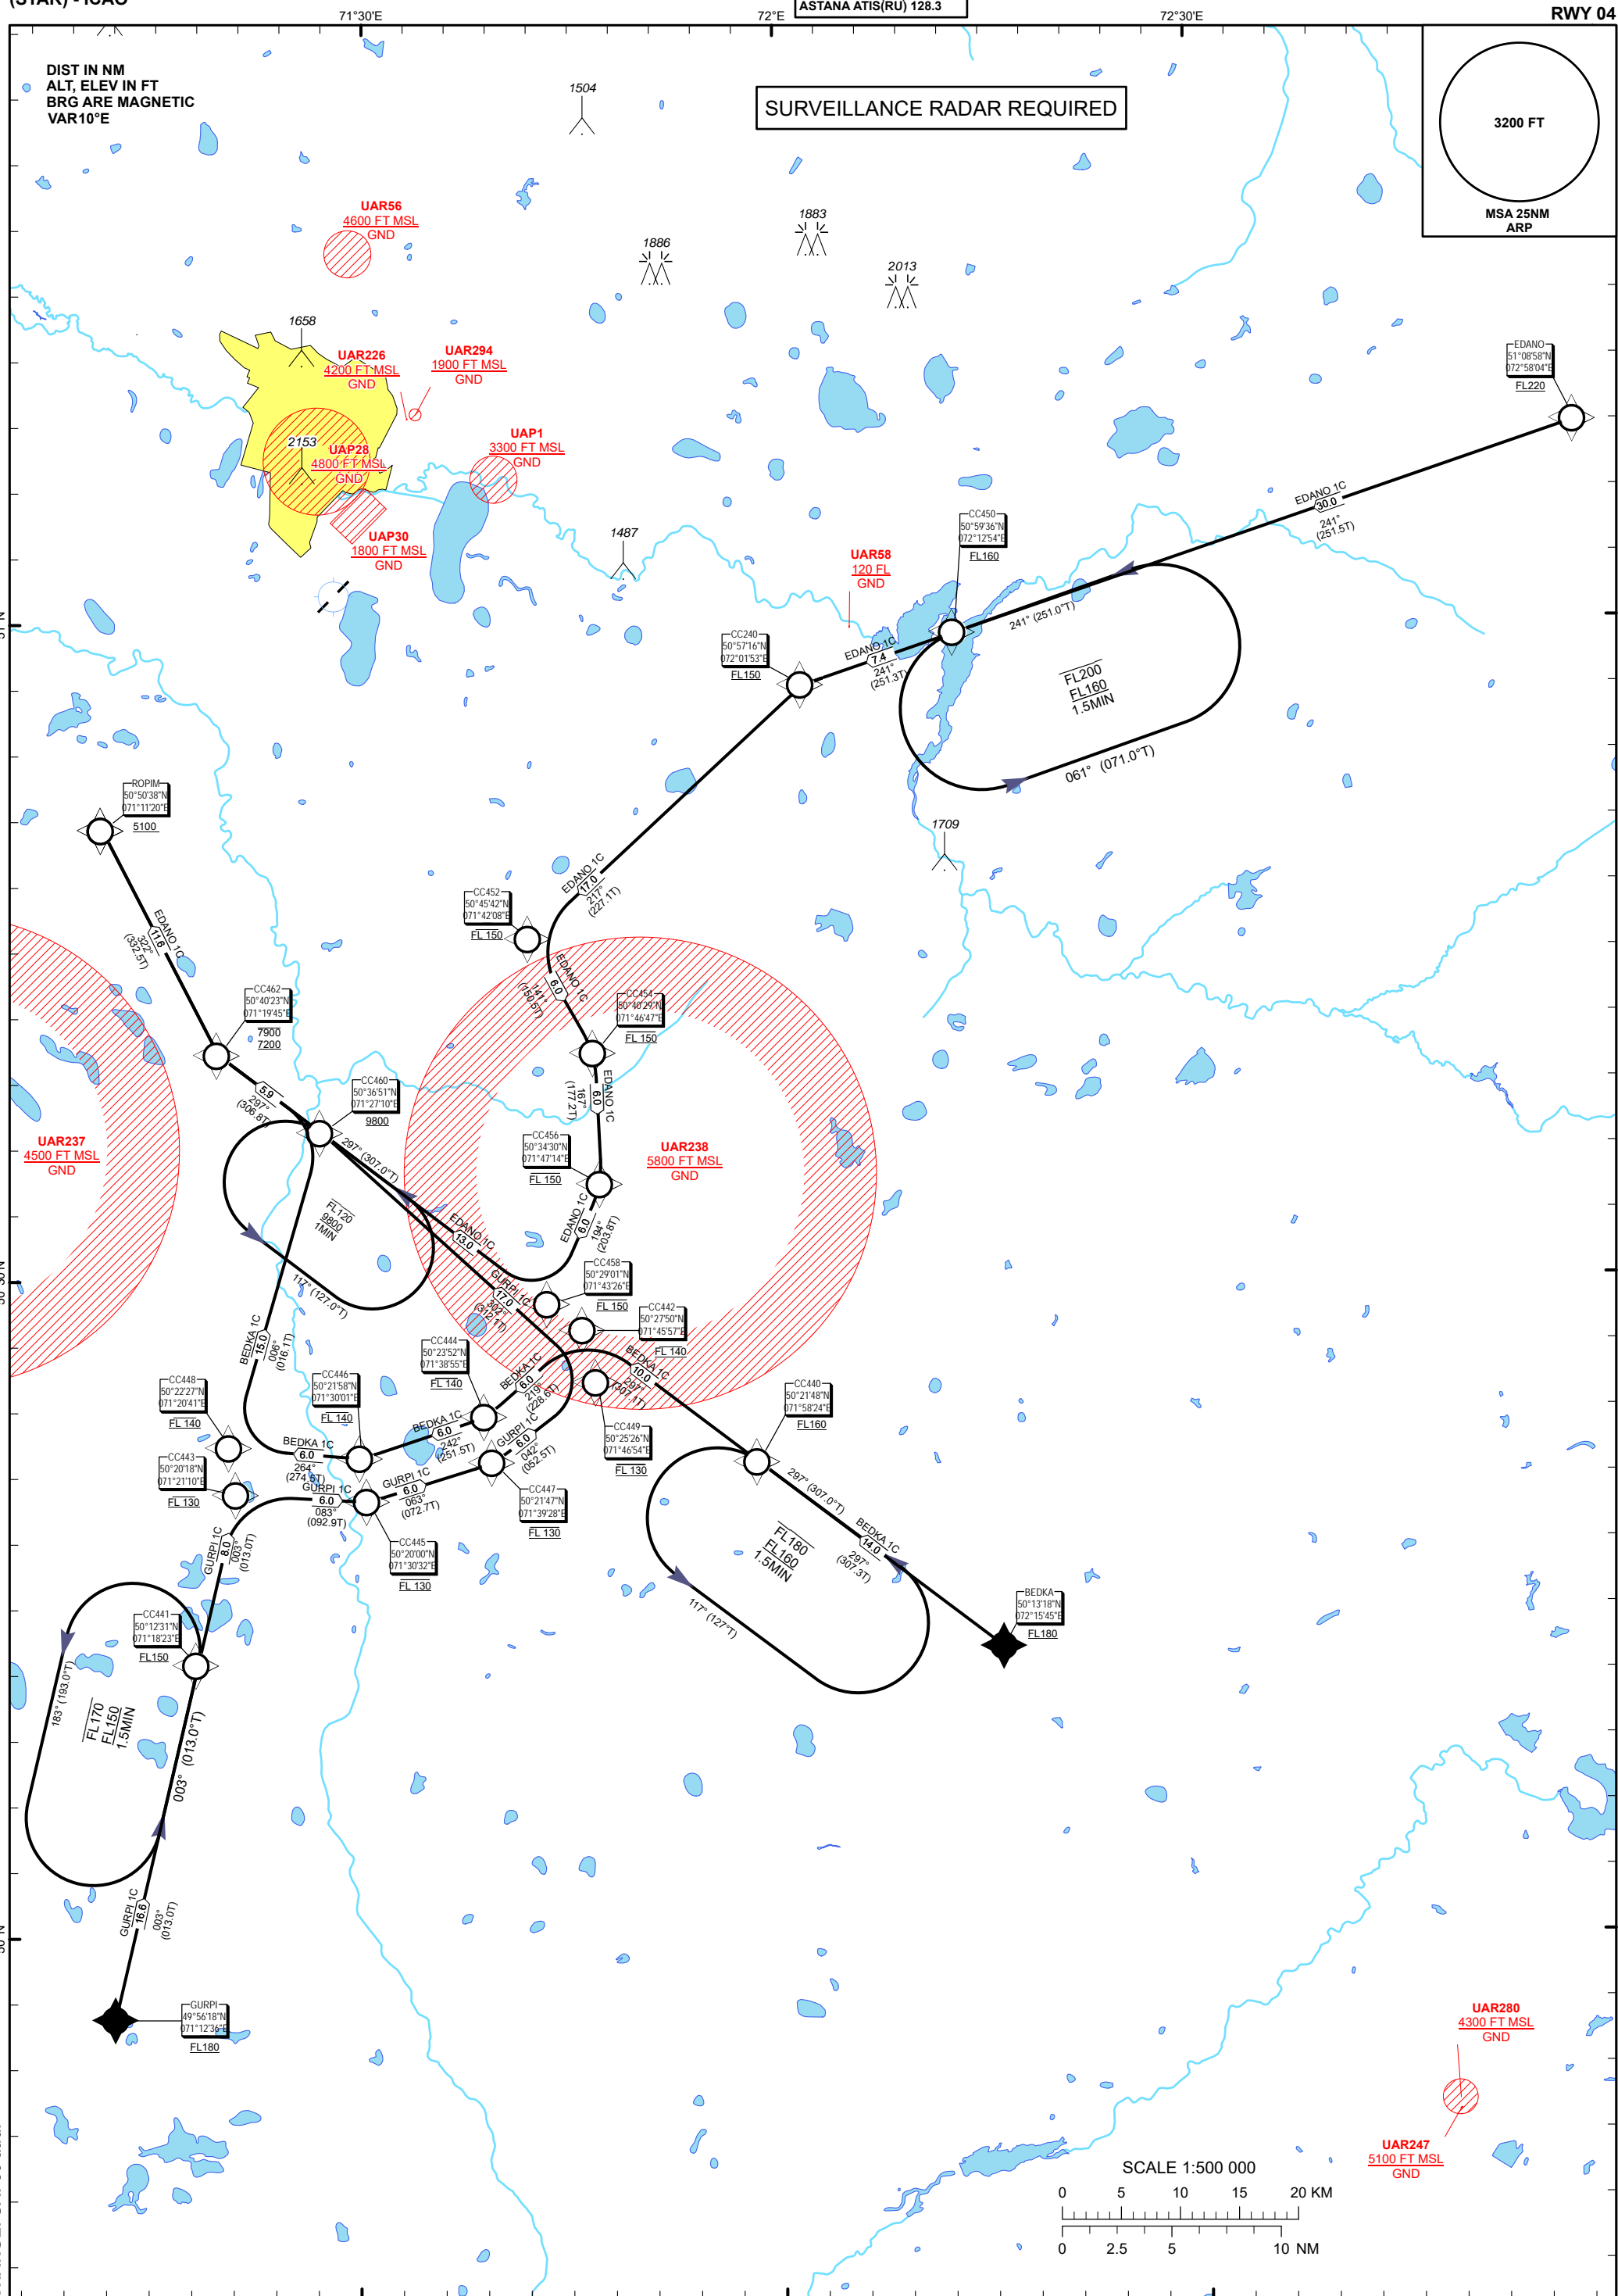 (STAR) - ICAO
ASTANA ATIS(RU) 128.3
RWY 04
71°30'E
72°E
72°30'E
DIST IN NM
ALT, ELEV IN FT
BRG ARE MAGNETIC
VAR10°E
SURVEILLANCE RADAR REQUIRED
3200 FT
MSA 25NM
ARP
1504
1883
1886
2013
UAR56
4600 FT MSL
GND
1658
UAR226
4200 FT MSL
GND
UAR294
1900 FT MSL
GND
2153
UAP28
4800 FT MSL
GND
UAP1
3300 FT MSL
GND
UAP30
1800 FT MSL
GND
1487
UAR58
120 FL
GND
EDANO
51°08'58"N
072°58'04"E
FL220
EDANO 1C
30.0
241°
(251.5T)
CC450
50°59'36"N
072°12'54"E
FL160
241° (251.0°T)
FL200
FL160
1.5MIN
061° (071.0°T)
EDANO 1C
7.4
241°
(251.3T)
CC240
50°57'16"N
072°01'53"E
FL150
1709
ROPIM
50°50'38"N
071°11'20"E
5100
EDANO 1C
11.6
322°
(332.5T)
EDANO 1C
17.0
217°
(227.1T)
CC452
50°45'42"N
071°42'08"E
FL 150
EDANO 1C
6.0
141°
(150.5T)
CC454
50°40'29"N
071°46'47"E
FL 150
CC462
50°40'23"N
071°19'45"E
7900
7200
5.9
297°
(306.8T)
CC460
50°36'51"N
071°27'10"E
9800
EDANO 1C
6.0
167°
(177.2T)
CC456
50°34'30"N
071°47'14"E
FL 150
UAR237
4500 FT MSL
GND
UAR238
5800 FT MSL
GND
297° (307.0°T)
FL120
9800
1MIN
117° (127.0°T)
EDANO 1C
13.0
EDANO 1C
6.0
194°
(203.8T)
CC458
50°29'01"N
071°43'26"E
FL 150
GURPI 1C
17.0
302°
(312.1T)
CC442
50°27'50"N
071°45'57"E
FL 140
BEDKA 1C
15.0
006°
(016.1T)
CC444
50°23'52"N
071°38'55"E
FL 140
BEDKA 1C
6.0
219°
(228.6T)
BEDKA 1C
10.0
297°
(307.1T)
CC448
50°22'27"N
071°20'41"E
FL 140
CC446
50°21'58"N
071°30'01"E
FL 140
CC440
50°21'48"N
071°58'24"E
FL160
BEDKA 1C
6.0
242°
(251.5T)
GURPI 1C
6.0
042°
(052.5T)
CC449
50°25'26"N
071°46'54"E
FL 130
BEDKA 1C
6.0
264°
(274.5T)
CC443
50°20'18"N
071°21'10"E
FL 130
GURPI 1C
6.0
083°
(092.9T)
GURPI 1C
6.0
063°
(072.7T)
CC447
50°21'47"N
071°39'28"E
FL 130
CC445
50°20'00"N
071°30'32"E
FL 130
297° (307.0°T)
BEDKA 1C
14.0
297°
(307.3T)
FL180
FL160
1.5MIN
117° (127°T)
GURPI 1C
8.0
003°
(013.0T)
BEDKA
50°13'18"N
072°15'45"E
FL180
CC441
50°12'31"N
071°18'23"E
FL150
183° (193.0°T)
FL170
FL150
1.5MIN
003° (013.0°T)
GURPI 1C
16.6
003°
(013.0T)
GURPI
49°56'18"N
071°12'36"E
FL180
UAR280
4300 FT MSL
GND
UAR247
5100 FT MSL
GND
SCALE 1:500 000
0 5 10 15 20 KM
0 2.5 5 10 NM